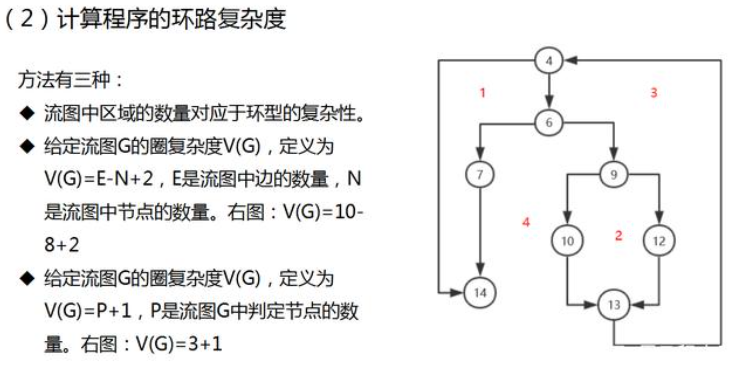 （2）计算程序的环路复杂度
方法有三种：
◆ 流图中区域的数量对应于环型的复杂性。
◆ 给定流图G的圈复杂度V(G)，定义为
V(G)=E-N+2，E是流图中边的数量，N
是流图中节点的数量。右图：V(G)=10-
8+2
◆ 给定流图G的圈复杂度V(G)，定义为
V(G)=P+1，P是流图G中判定节点的数
量。右图：V(G)=3+1
4
1
3
6
7
9
4
10
2
12
14
13